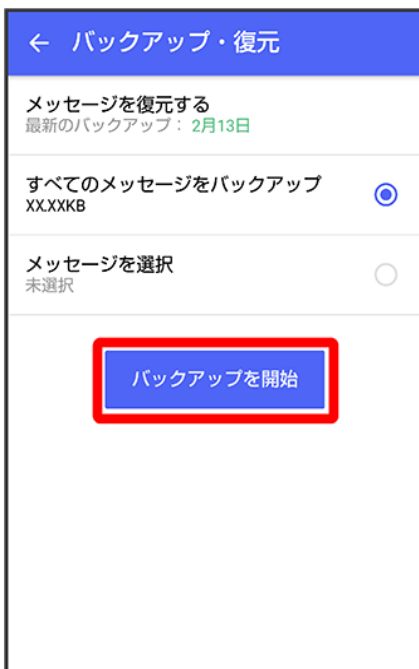 バックアップ・復元
メッセージを復元する
最新のバックアップ： 2月13日
すべてのメッセージをバックアップ
XX.XXKB
メッセージを選択
未選択
バックアップを開始